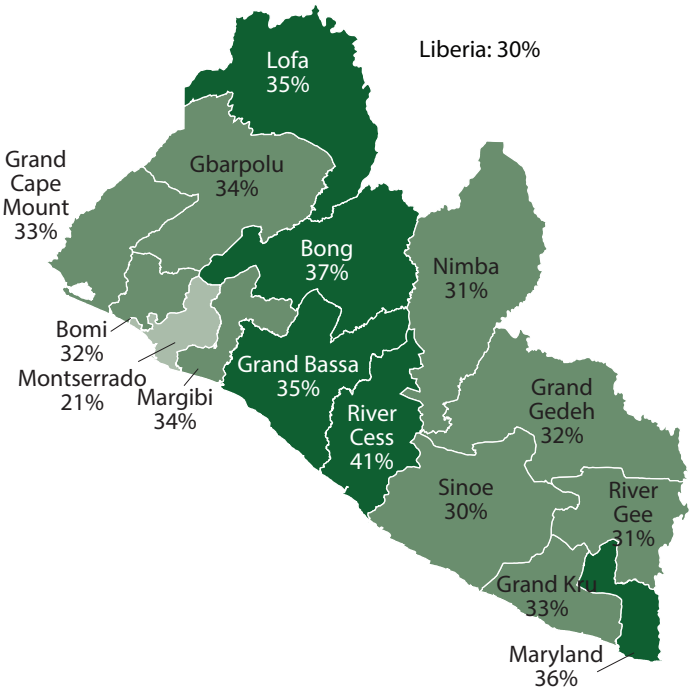 Liberia: 30%
Lofa
35%
Gbarpolu
34%
Grand
Cape
Mount
33%
Bong
37%
Nimba
31%
Bomi
32%
Montserrado
21%
Margibi
34%
Grand Bassa
35%
River
Cess
41%
Grand
Gedeh
32%
Sinoe
30%
River
Gee
31%
Grand Kru
33%
Maryland
36%